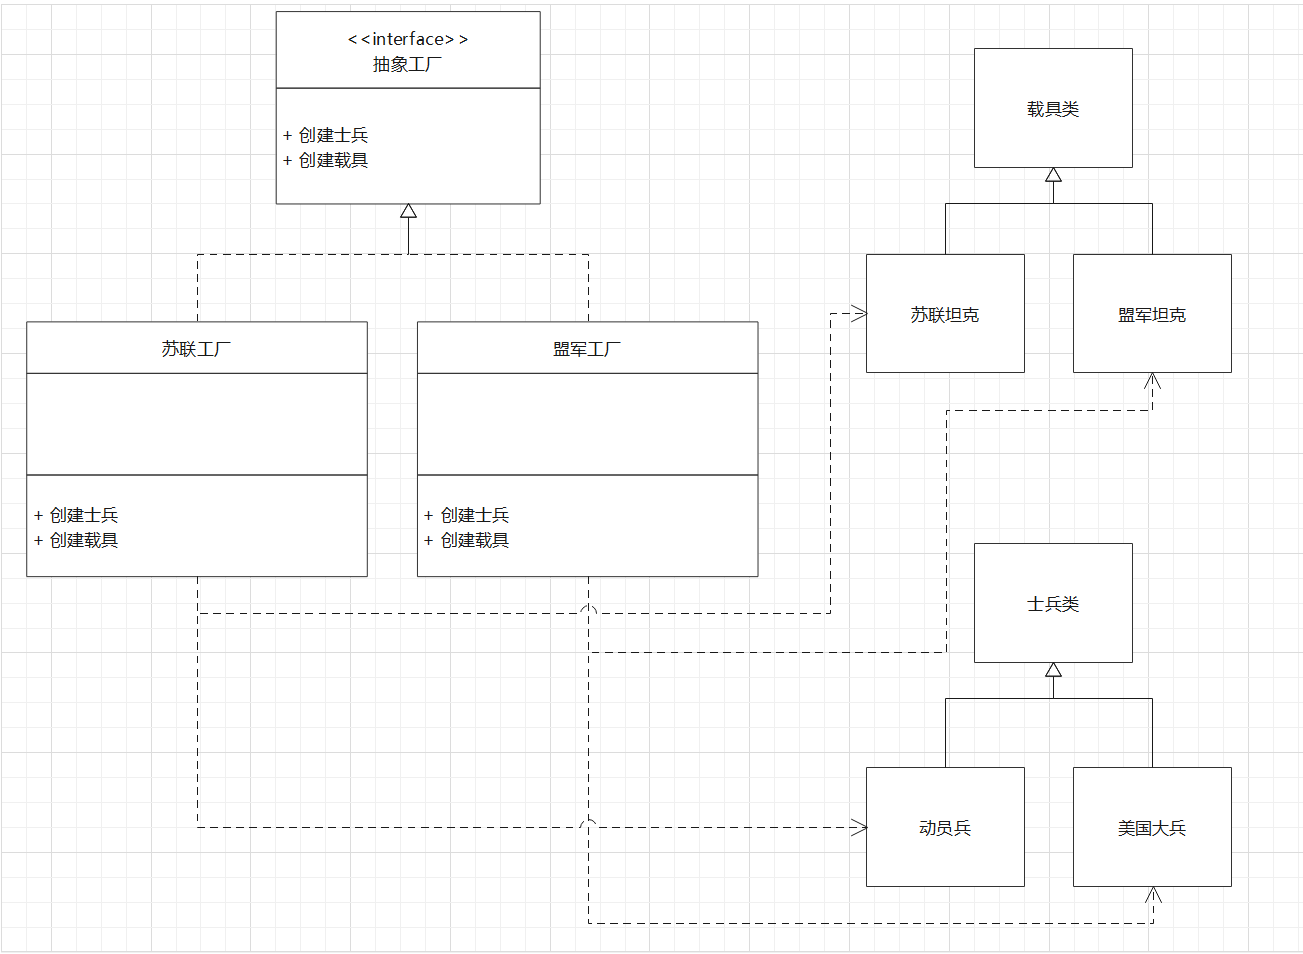 <<interface>>
抽象工厂
+ 创建士兵
+ 创建载具
载具类
苏联坦克
盟军坦克
苏联工厂
盟军工厂
+ 创建士兵
+ 创建载具
+ 创建士兵
+ 创建载具
士兵类
动员兵
美国大兵